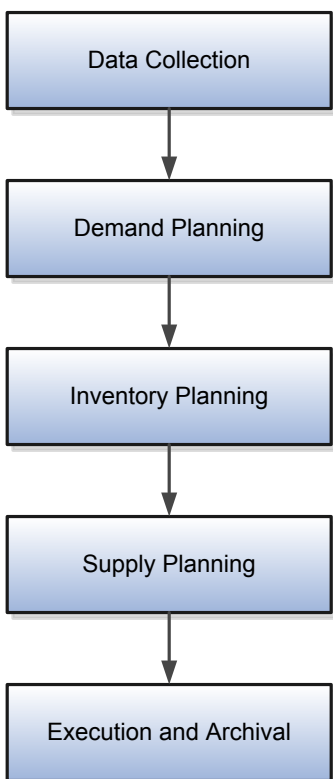 Data Collection
Demand Planning
Inventory Planning
Supply Planning
Execution and Archival